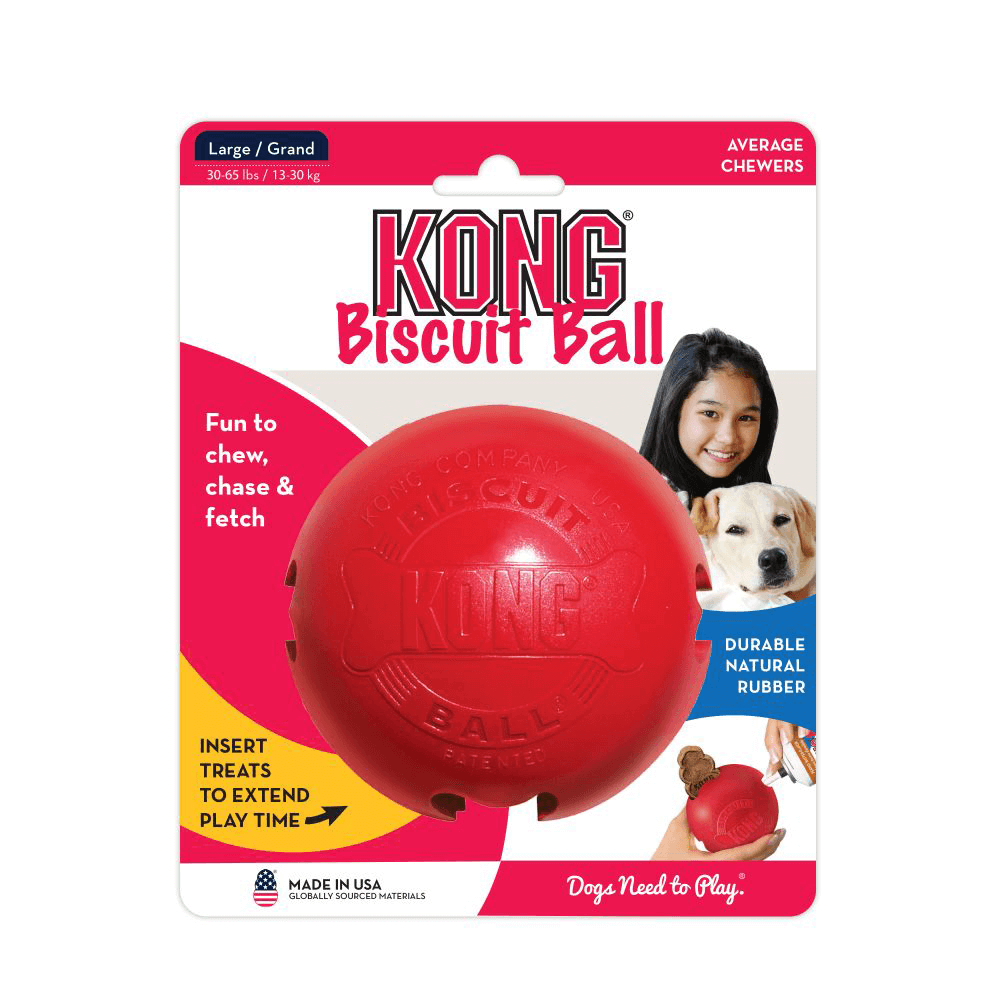 Large / Grand
30-65 lbs / 13-30 kg
AVERAGE
CHEWERS
KONG®
Biscuit Ball
Fun to
chew,
chase &
fetch
KONG COMPANY USA
BISCUIT
KONG®
BALL
PATENTED
DURABLE
NATURAL
RUBBER
INSERT
TREATS
TO EXTEND
PLAY TIME
KONG
KONG
MADE IN USA
GLOBALLY SOURCED MATERIALS
Dogs Need to Play.®